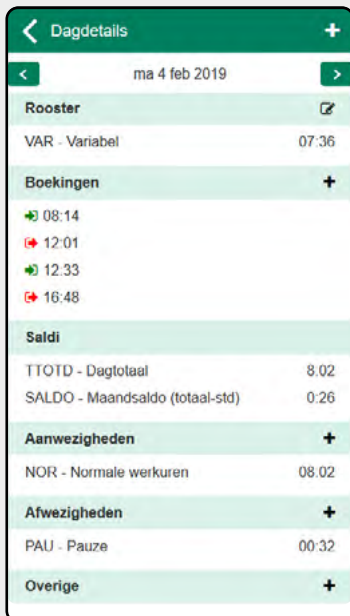 Dagdetails
ma 4 feb 2019
Rooster
VAR - Variabel 07:36
Boekingen
08:14
12:01
12:33
16:48
Saldi
TTOTD - Dagtotaal 8.02
SALDO - Maandsaldo (totaal-std) 0:26
Aanwezigheden
NOR - Normale werkuren 08.02
Afwezigheden
PAU - Pauze 00:32
Overige